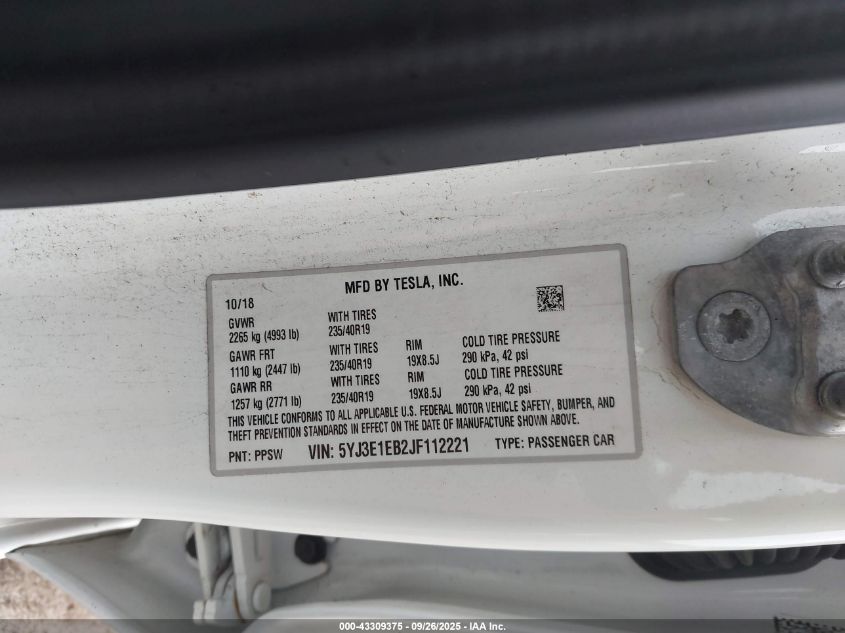 MFD BY TESLA, INC.
10/18
GVWR WITH TIRES
2265 kg (4993 lb) 235/40R19
GAWR FRT WITH TIRES RIM COLD TIRE PRESSURE
1110 kg (2447 lb) 235/40R19 19X8.5J 290 kPa, 42 psi
GAWR RR WITH TIRES RIM COLD TIRE PRESSURE
1257 kg (2771 lb) 235/40R19 19X8.5J 290 kPa, 42 psi
THIS VEHICLE CONFORMS TO ALL APPLICABLE U.S. FEDERAL MOTOR VEHICLE SAFETY, BUMPER, AND
THEFT PREVENTION STANDARDS IN EFFECT ON THE DATE OF MANUFACTURE SHOWN ABOVE.
PNT: PPSW VIN: 5YJ3E1EB2JF112221 TYPE: PASSENGER CAR
000-43309375 - 09/26/2025 - IAA Inc.